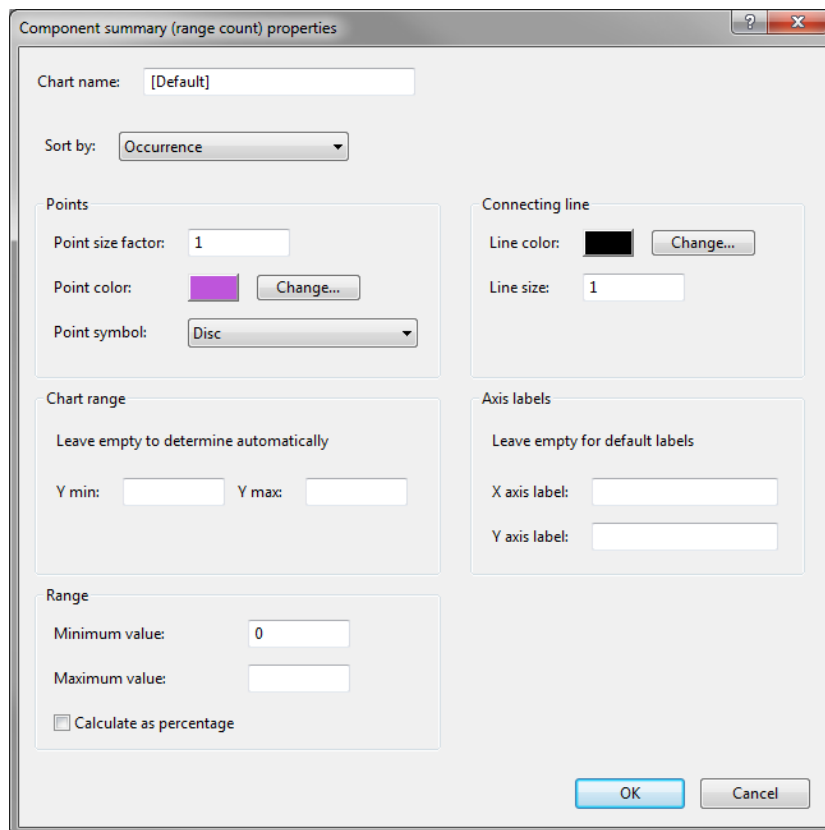 Component summary (range count) properties
?
Chart name: [Default]
Sort by: Occurrence
Points
Point size factor: 1
Point color: Change...
Point symbol: Disc
Connecting line
Line color: Change...
Line size: 1
Chart range
Leave empty to determine automatically
Y min: Y max:
Axis labels
Leave empty for default labels
X axis label:
Y axis label:
Range
Minimum value: 0
Maximum value:
Calculate as percentage
OK Cancel